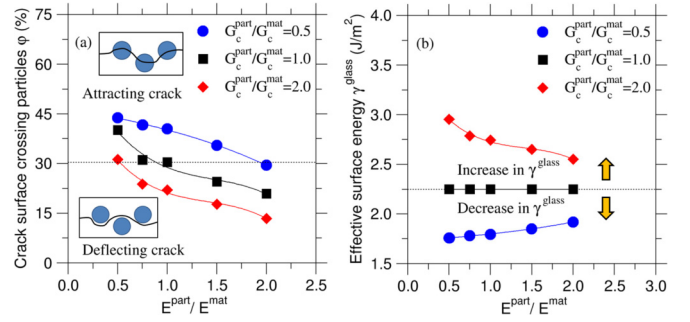 Crack surface crossing particles φ (%)
75
60
45
30
15
0
(a)
G_c^part/G_c^mat=0.5
G_c^part/G_c^mat=1.0
G_c^part/G_c^mat=2.0
Attracting crack
Deflecting crack
0.0 0.5 1.0 1.5 2.0 2.5
E^part/ E^mat
Effective surface energy γ^glass (J/m²)
4.0
3.5
3.0
2.5
2.0
1.5
(b)
G_c^part/G_c^mat=0.5
G_c^part/G_c^mat=1.0
G_c^part/G_c^mat=2.0
Increase in γ^glass
Decrease in γ^glass
0.0 0.5 1.0 1.5 2.0 2.5 3.0
E^part/ E^mat